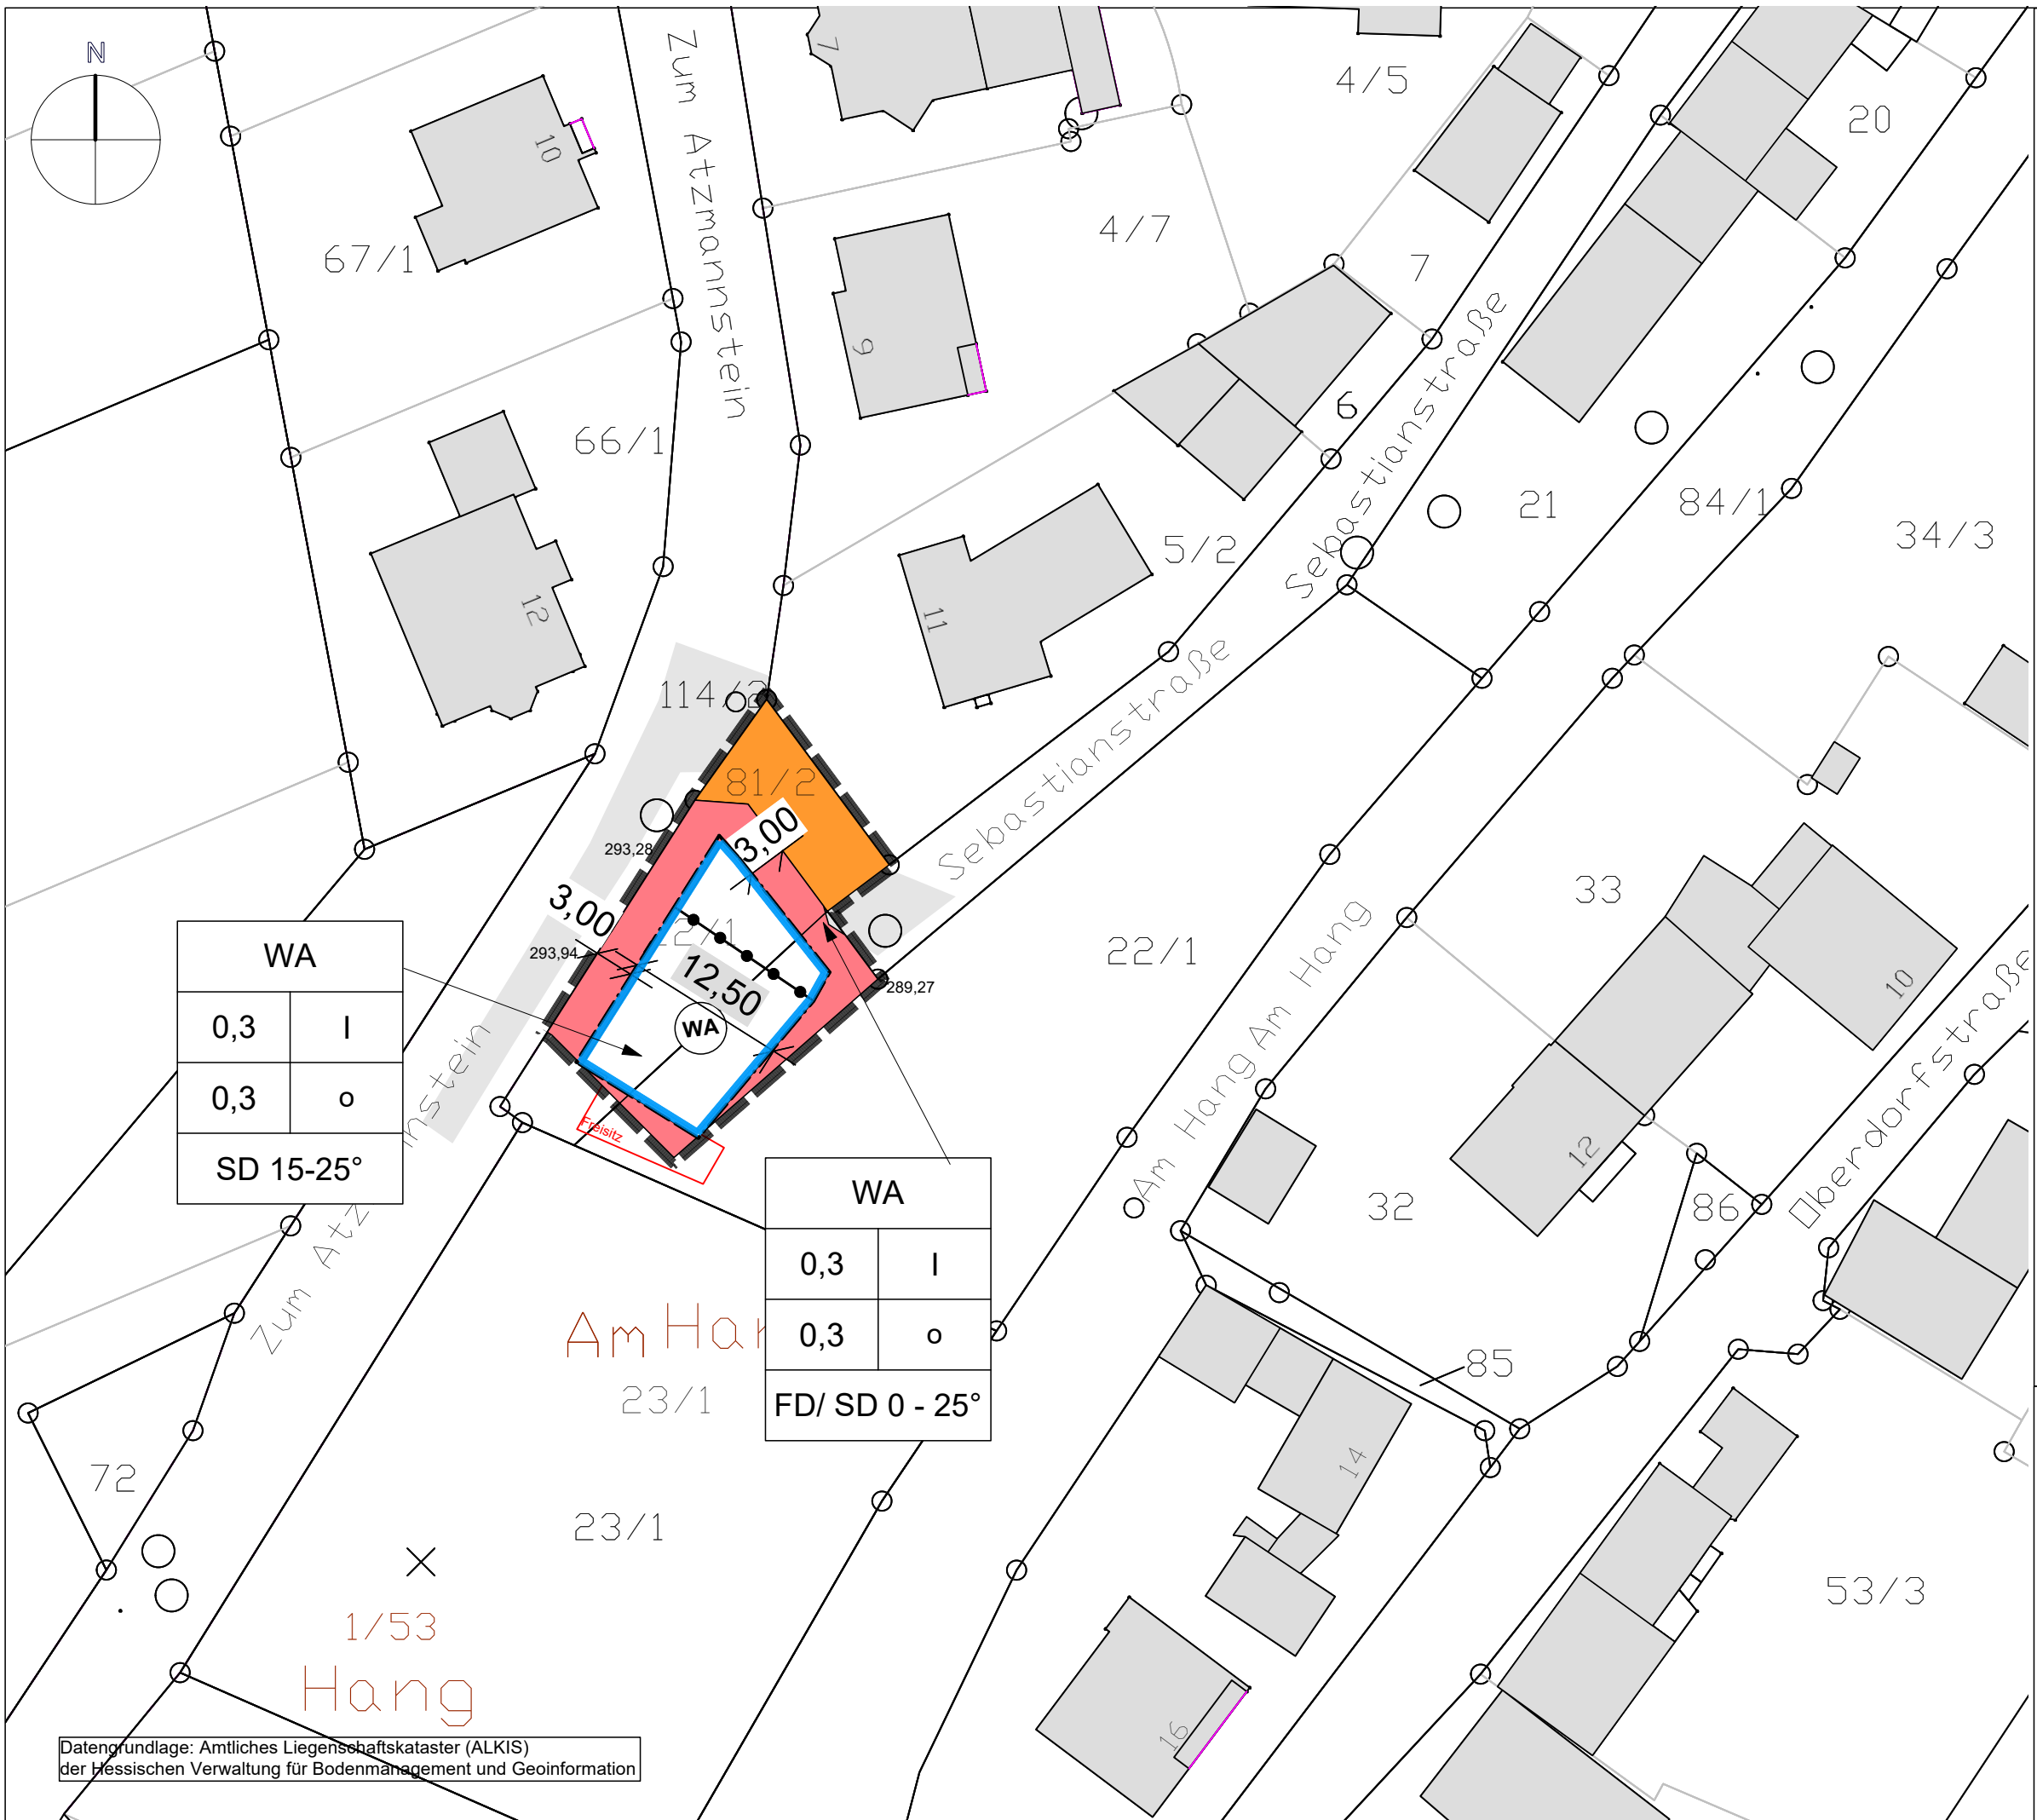 N
Zum Atzmannstein
7
4/5
20
10
67/1
4/7
7
9
66/1
6
Sebastianstraße
21
84/1
34/3
12
11
5/2
114/2
Sebastianstraße
81/2
3,00
293,28
3,00
293,94
12,50
WA
289,27
22/1
33
10
Am Hang
Am Hang
Oberdorfstraße
WA
0,3
I
0,3
o
SD 15-25°
Freisitz
12
32
86
WA
0,3
I
0,3
o
FD/ SD 0 - 25°
Zum Atz
nstein
Am Han
23/1
85
14
72
23/1
53/3
1/53
Hang
16
Datengrundlage: Amtliches Liegenschaftskataster (ALKIS)
der Hessischen Verwaltung für Bodenmanagement und Geoinformation